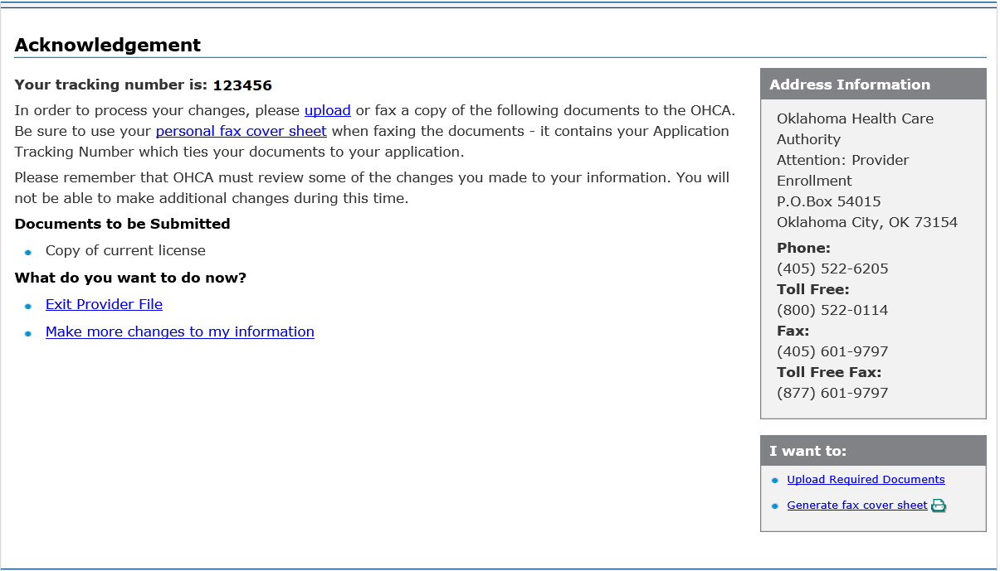 Acknowledgement
Your tracking number is: 123456
In order to process your changes, please upload or fax a copy of the following documents to the OHCA.
Be sure to use your personal fax cover sheet when faxing the documents - it contains your Application
Tracking Number which ties your documents to your application.
Please remember that OHCA must review some of the changes you made to your information. You will
not be able to make additional changes during this time.
Documents to be Submitted
Copy of current license
What do you want to do now?
Exit Provider File
Make more changes to my information
Address Information
Oklahoma Health Care
Authority
Attention: Provider
Enrollment
P.O.Box 54015
Oklahoma City, OK 73154
Phone:
(405) 522-6205
Toll Free:
(800) 522-0114
Fax:
(405) 601-9797
Toll Free Fax:
(877) 601-9797
I want to:
Upload Required Documents
Generate fax cover sheet